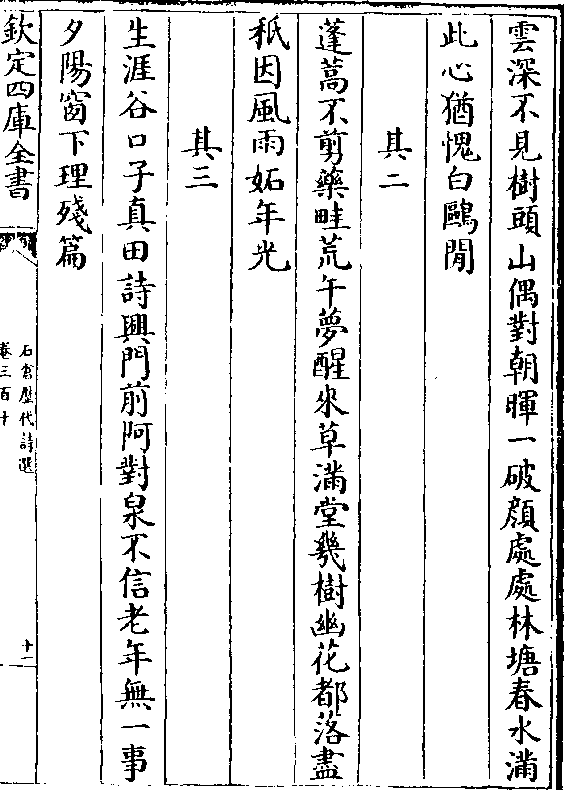 雲深不見樹頭山偶對朝暉一破顔處處林塘春水滿
此心猶愧白鷗閒
其二
蓬蒿不剪藥畦荒午夢醒來草滿堂幾樹幽花都落盡
秖因風雨妬年光
其三
生涯谷口子真田詩興門前阿對泉不信老年無一事
夕陽窗下理殘篇
欽定四庫全書
石倉歴代詩選
卷三百十
十一